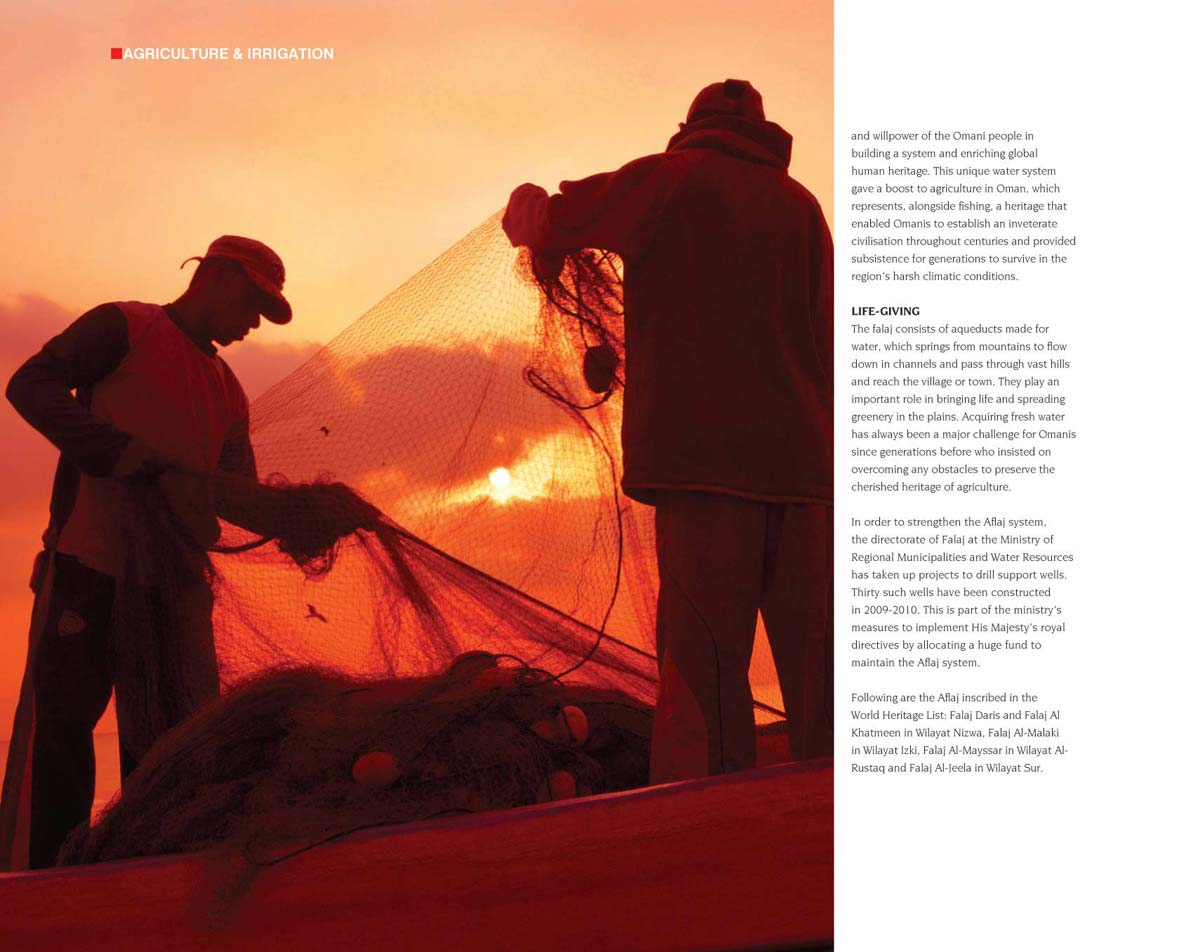 AGRICULTURE & IRRIGATION
and willpower of the Omani people in
building a system and enriching global
human heritage. This unique water system
gave a boost to agriculture in Oman, which
represents, alongside fishing, a heritage that
enabled Omanis to establish an inveterate
civilisation throughout centuries and provided
subsistence for generations to survive in the
region's harsh climatic conditions.
LIFE-GIVING
The falaj consists of aqueducts made for
water, which springs from mountains to flow
down in channels and pass through vast hills
and reach the village or town. They play an
important role in bringing life and spreading
greenery in the plains. Acquiring fresh water
has always been a major challenge for Omanis
since generations before who insisted on
overcoming any obstacles to preserve the
cherished heritage of agriculture.
In order to strengthen the Aflaj system,
the directorate of Falaj at the Ministry of
Regional Municipalities and Water Resources
has taken up projects to drill support wells.
Thirty such wells have been constructed
in 2009-2010. This is part of the ministry's
measures to implement His Majesty's royal
directives by allocating a huge fund to
maintain the Aflaj system.
Following are the Aflaj inscribed in the
World Heritage List: Falaj Daris and Falaj Al
Khatmeen in Wilayat Nizwa, Falaj Al-Malaki
in Wilayat Izki, Falaj Al-Mayssar in Wilayat Al-
Rustaq and Falaj Al-Jeela in Wilayat Sur.